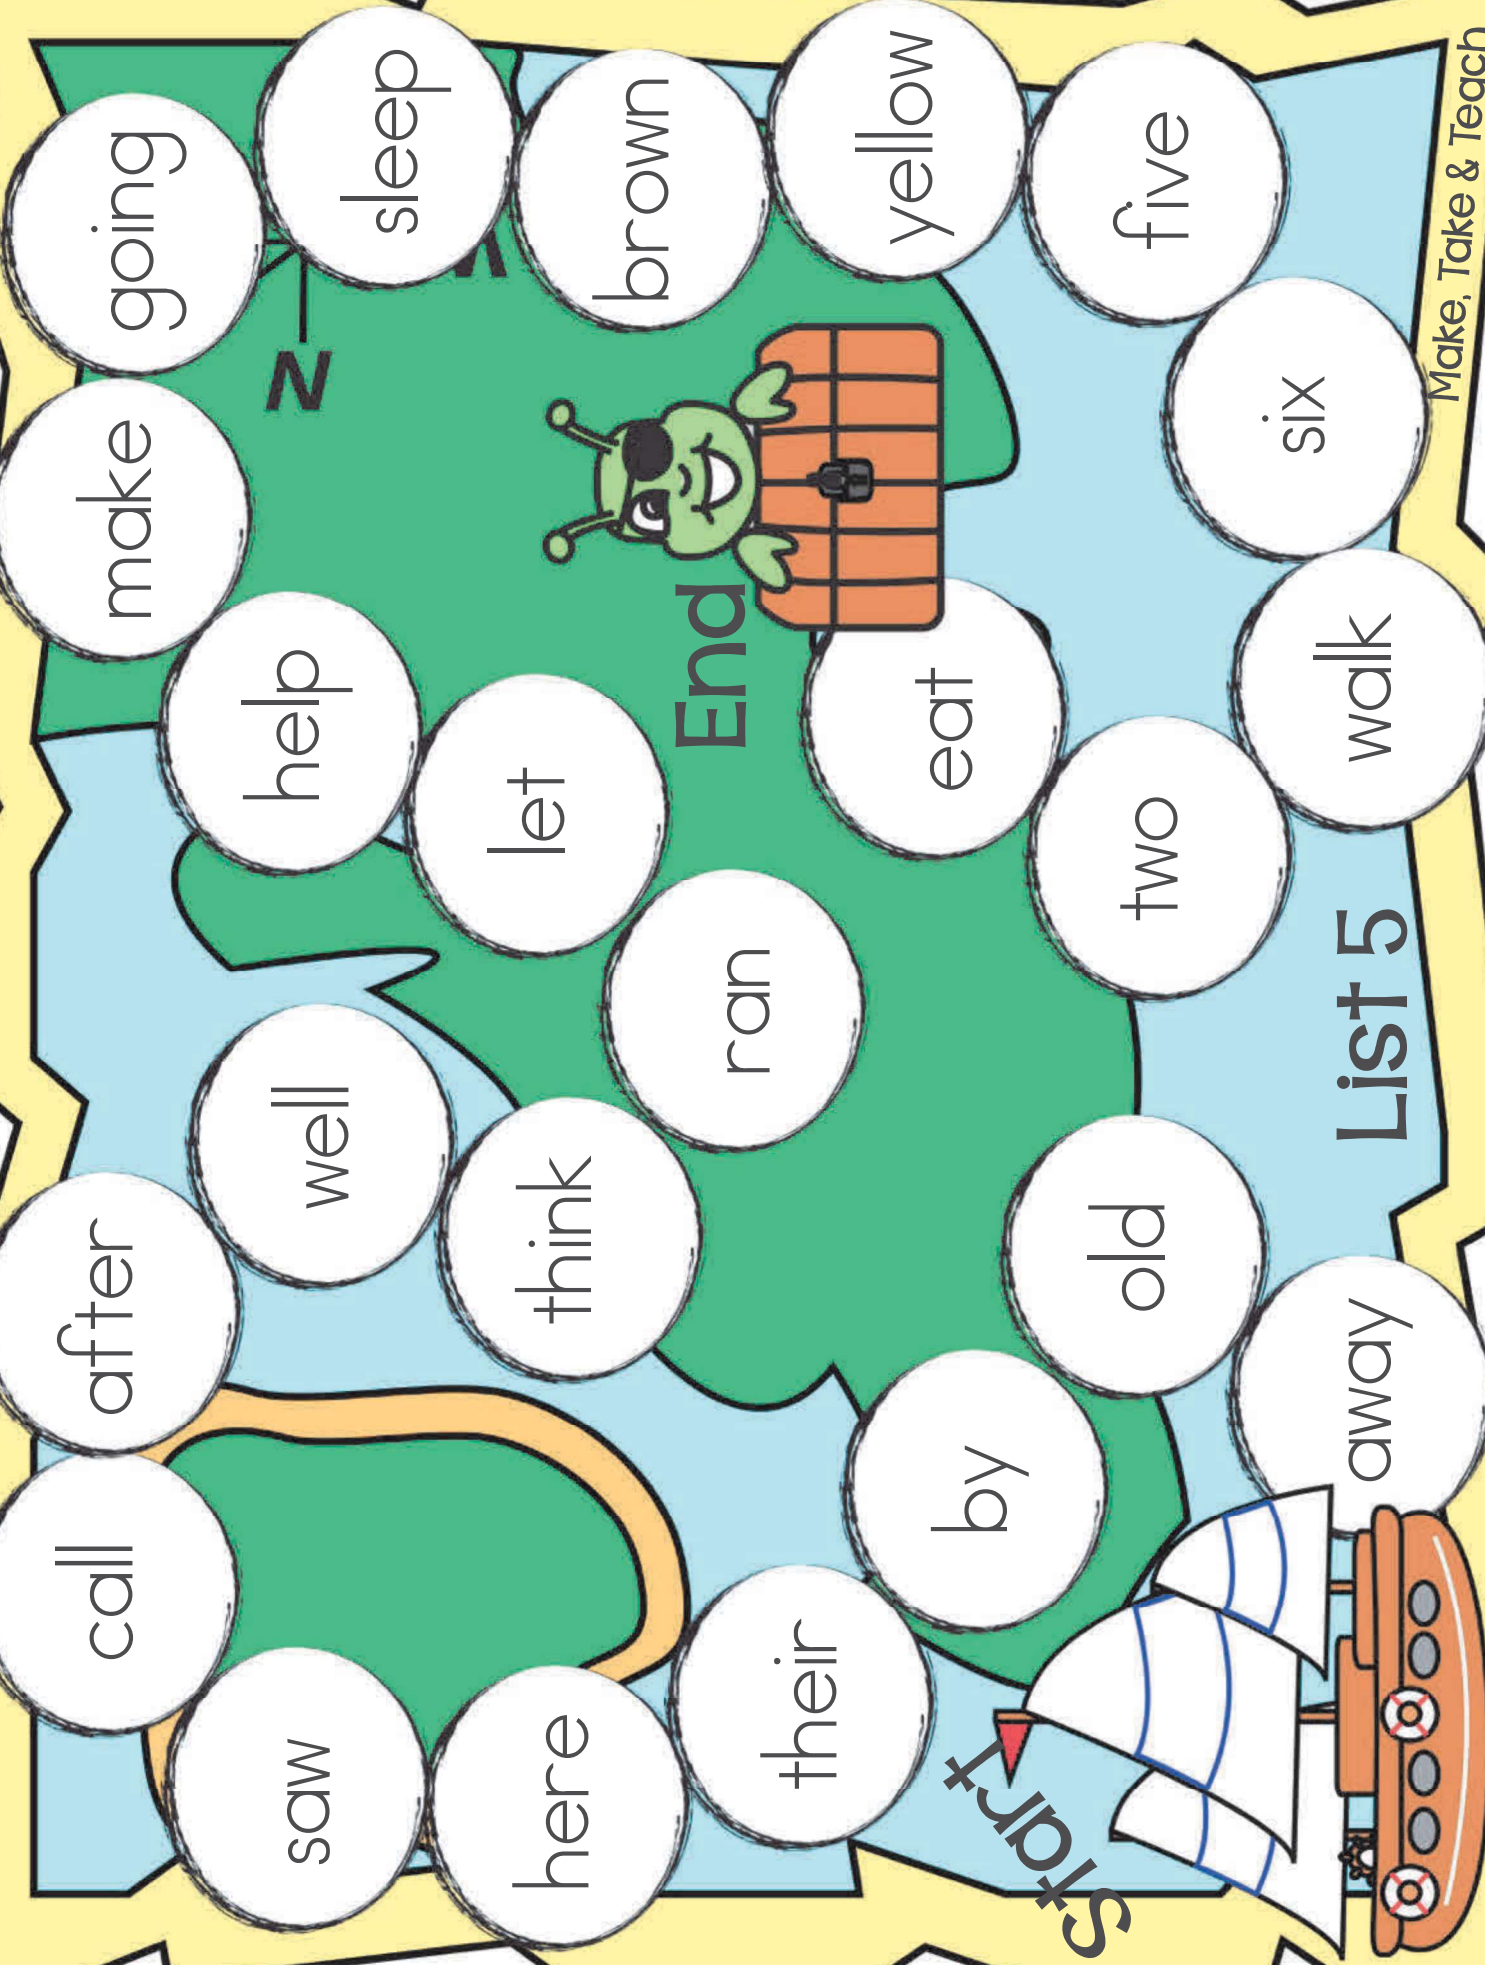 Start
away
old
by
their
here
saw
call
after
well
think
ran
let
help
make
going
sleep
brown
yellow
five
six
walk
two
eat
End
N
W
List 5
Make, Take & Teach